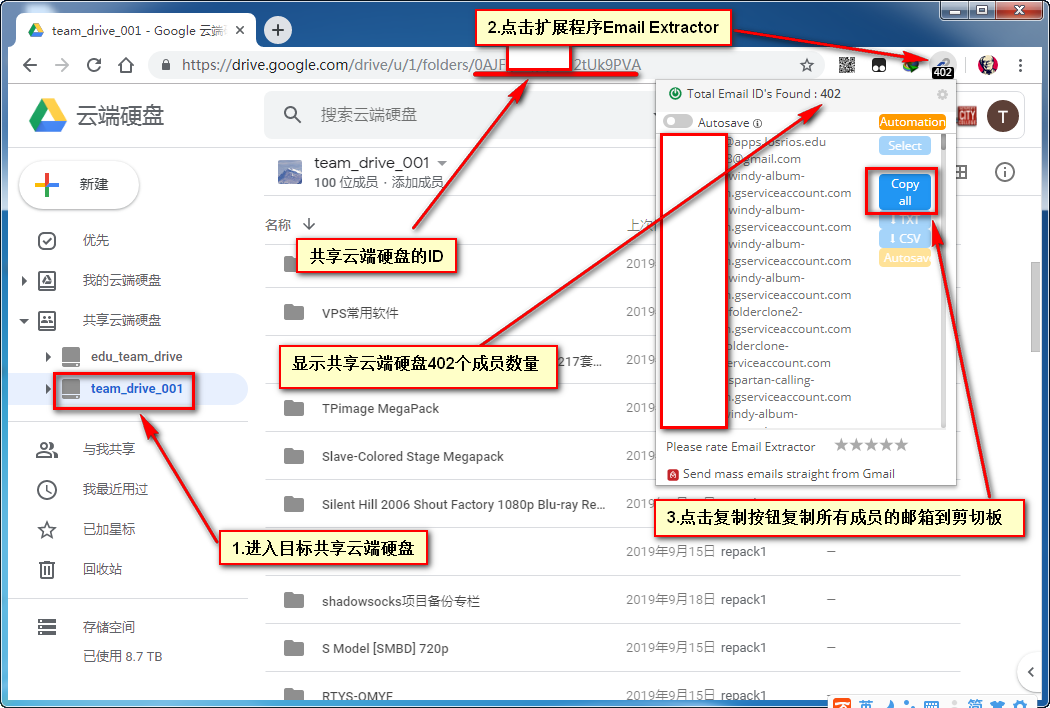 team_drive_001 - Google 云端
2.点击扩展程序Email Extractor
https://drive.google.com/drive/u/1/folders/0AJF 2tUk9PVA
402
云端硬盘
搜索云端硬盘
Total Email ID's Found : 402
Autosave
Automation
CITY
T
新建
team_drive_001
100 位成员 · 添加成员
@apps.losrios.edu
Select
8@gmail.com
windy-album-
n.gserviceaccount.com
Copy
all
windy-album-
n.gserviceaccount.com
TXT
windy-album-
CSV
n.gserviceaccount.com
Autosave
windy-album-
n.gserviceaccount.com
folderclone2-
n.gserviceaccount.com
folderclone-
serviceaccount.com
spartan-calling-
n.gserviceaccount.com
windy-album-
名称
上次
优先
我的云端硬盘
共享云端硬盘
edu_team_drive
team_drive_001
与我共享
我最近用过
已加星标
回收站
存储空间
已使用 8.7 TB
共享云端硬盘的ID
2019
VPS常用软件
2019
显示共享云端硬盘402个成员数量
217套...
2019
TPimage MegaPack
2019
Slave-Colored Stage Megapack
2019
Please rate Email Extractor
Send mass emails straight from Gmail
Silent Hill 2006 Shout Factory 1080p Blu-ray Re...
2019
3.点击复制按钮复制所有成员的邮箱到剪切板
1.进入目标共享云端硬盘
2019年9月15日 repack1 —
shadowsocks项目备份专栏
2019年9月18日 repack1 —
S Model [SMBD] 720p
2019年9月15日 repack1 —
RTYS-OMYF
2019年9月15日 repack1 —
英
简